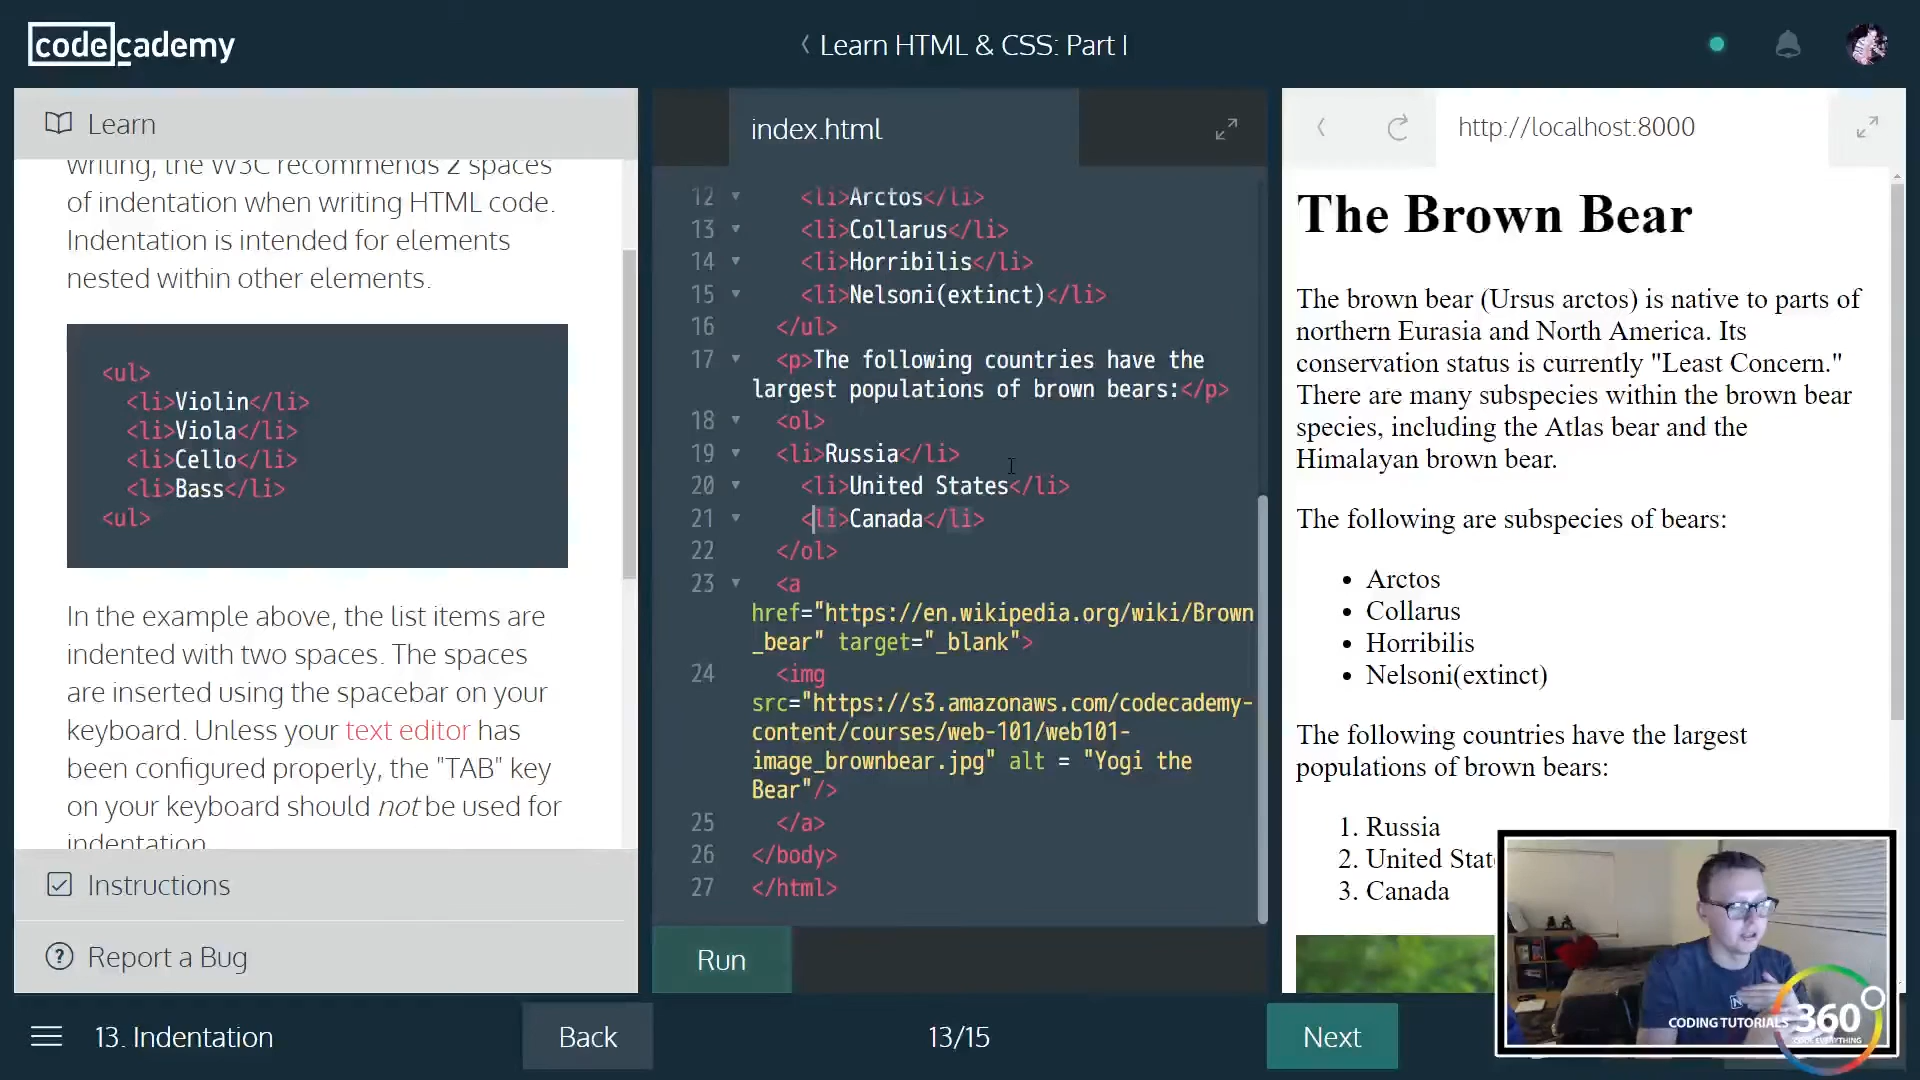 codecademy
Learn HTML & CSS: Part I
Learn
writing, the W3C recommends 2 spaces
of indentation when writing HTML code.
Indentation is intended for elements
nested within other elements.
<ul>
<li>Violin</li>
<li>Viola</li>
<li>Cello</li>
<li>Bass</li>
<ul>
In the example above, the list items are
indented with two spaces. The spaces
are inserted using the spacebar on your
keyboard. Unless your text editor has
been configured properly, the "TAB" key
on your keyboard should not be used for
indentation
Instructions
? Report a Bug
index.html
12 <li>Arctos</li>
13 <li>Collarus</li>
14 <li>Horribilis</li>
15 <li>Nelsoni(extinct)</li>
16 </ul>
17 <p>The following countries have the
largest populations of brown bears:</p>
18 <ol>
19 <li>Russia</li>
20 <li>United States</li>
21 <li>Canada</li>
22 </ol>
23 <a
href="https://en.wikipedia.org/wiki/Brown
_bear" target="_blank">
24 <img
src="https://s3.amazonaws.com/codecademy-
content/courses/web-101/web101-
image_brownbear.jpg" alt = "Yogi the
Bear"/>
25 </a>
26 </body>
27 </html>
Run
http://localhost:8000
The Brown Bear
The brown bear (Ursus arctos) is native to parts of
northern Eurasia and North America. Its
conservation status is currently "Least Concern."
There are many subspecies within the brown bear
species, including the Atlas bear and the
Himalayan brown bear.
The following are subspecies of bears:
• Arctos
• Collarus
• Horribilis
• Nelsoni(extinct)
The following countries have the largest
populations of brown bears:
1. Russia
2. United Stat
3. Canada
CODING TUTORIALS 360°
CODE EVERYTHING
13. Indentation
Back
13/15
Next